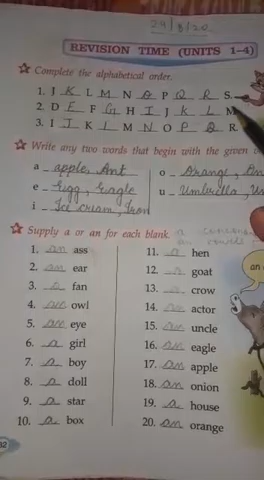 24/8/20
REVISION TIME (UNITS 1–4)
Complete the alphabetical order.
1. J K L M N O P Q R S
2. D E F G H I J K L M
3. I J K L M N O P Q R
Write any two words that begin with the given
a apple, Ant
o Orange,
e Egg, Eagle
u Umbrella,
i Ice cream, Iron
Supply a or an for each blank.
1. an ass
2. an ear
3. a fan
4. an owl
5. an eye
6. a girl
7. a boy
8. a doll
9. a star
10. a box
11. a hen
12. a goat
13. a crow
14. an actor
15. an uncle
16. an eagle
17. an apple
18. an onion
19. a house
20. an orange
an